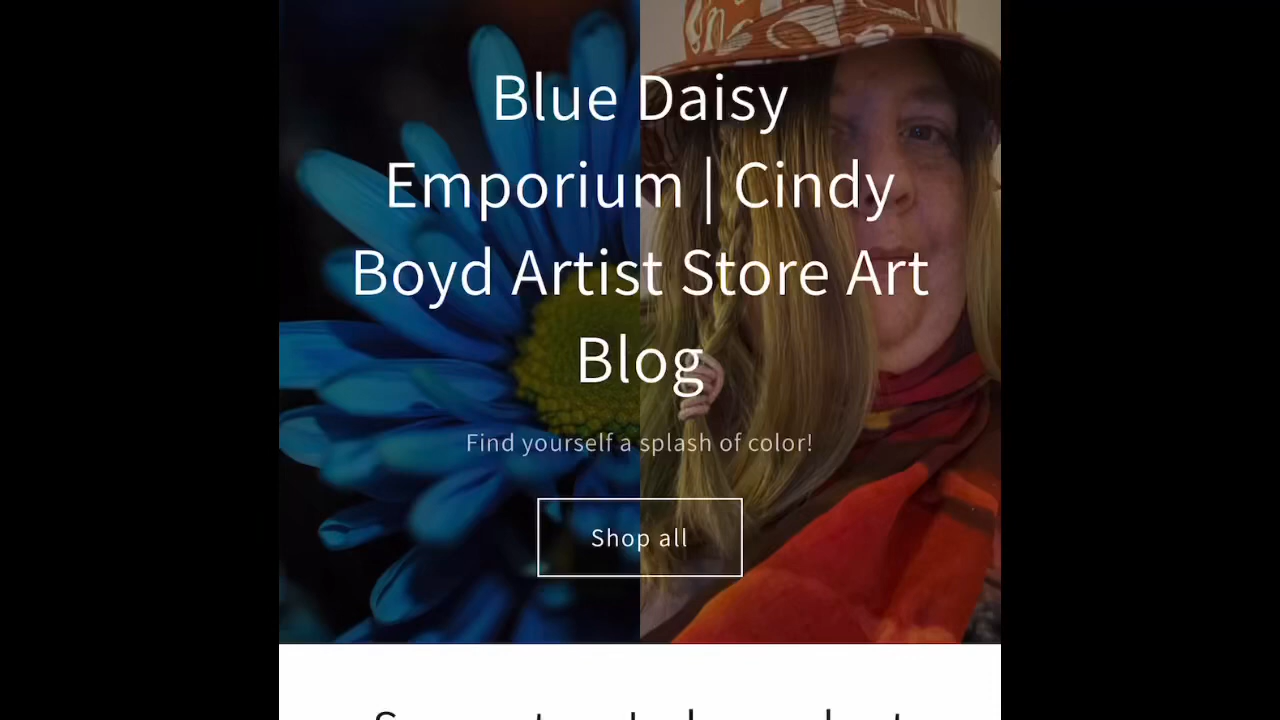 Blue Daisy
Emporium | Cindy
Boyd Artist Store Art
Blog
Find yourself a splash of color!
Shop all